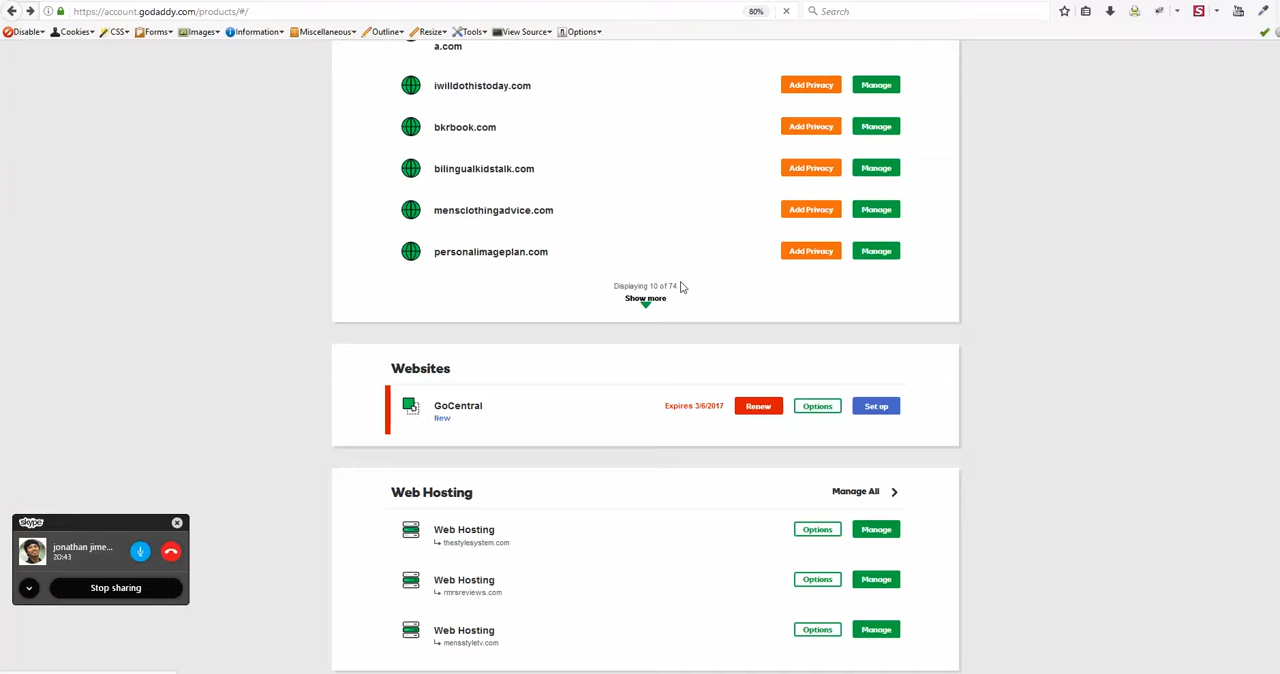 https://account.godaddy.com/products/#/
80%
Search
Disable Cookies CSS Forms Images Information Miscellaneous Outline Resize Tools View Source Options
a.com
iwilldothistoday.com Add Privacy Manage
bkrbook.com Add Privacy Manage
bilingualkidstalk.com Add Privacy Manage
mensclothingadvice.com Add Privacy Manage
personalimageplan.com Add Privacy Manage
Displaying 10 of 74
Show more
Websites
GoCentral Expires 3/6/2017 Renew Options Set up
New
Web Hosting Manage All
Web Hosting Options Manage
thestylesystem.com
Web Hosting Options Manage
rmrsreviews.com
Web Hosting Options Manage
mensstyletv.com
skype
jonathan jime...
20:43
Stop sharing